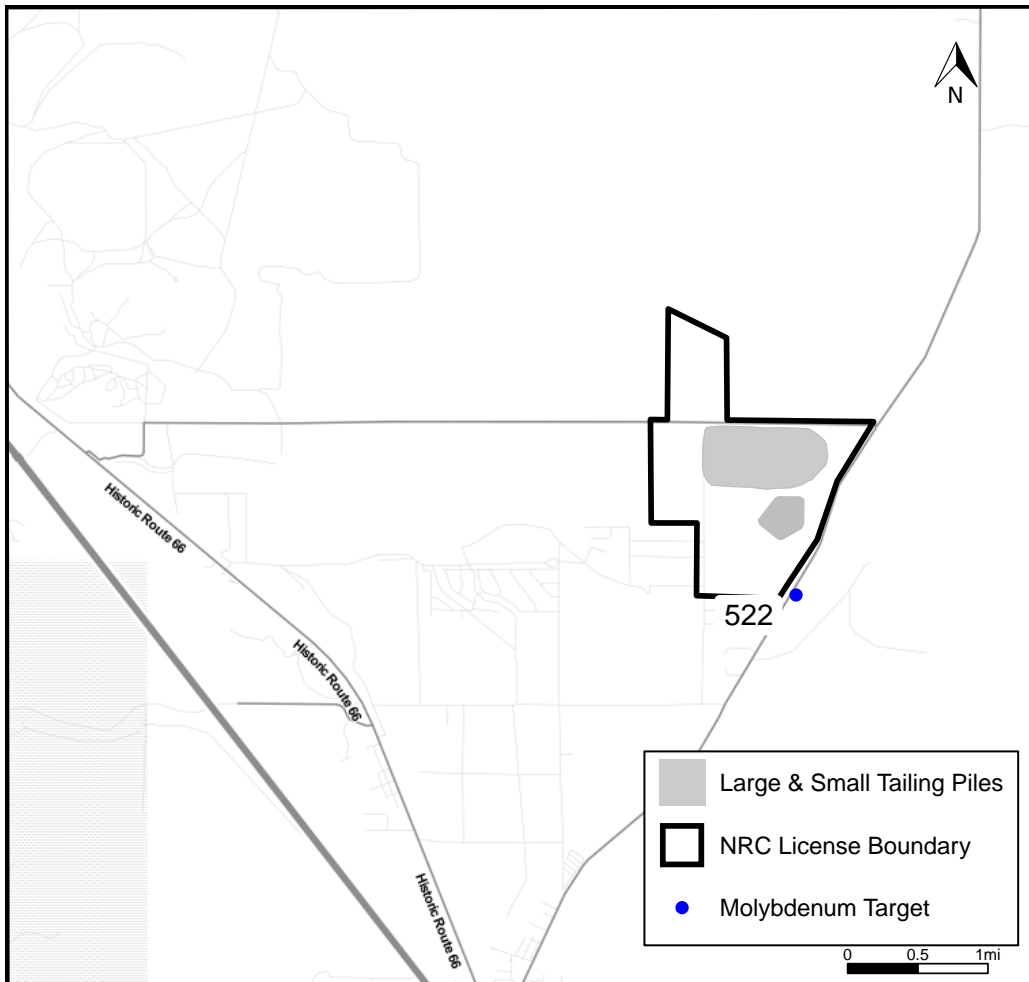 N
Historic Route 66
522
Historic Route 66
Large & Small Tailing Piles
NRC License Boundary
Historic Route 66
Molybdenum Target
0 0.5 1mi